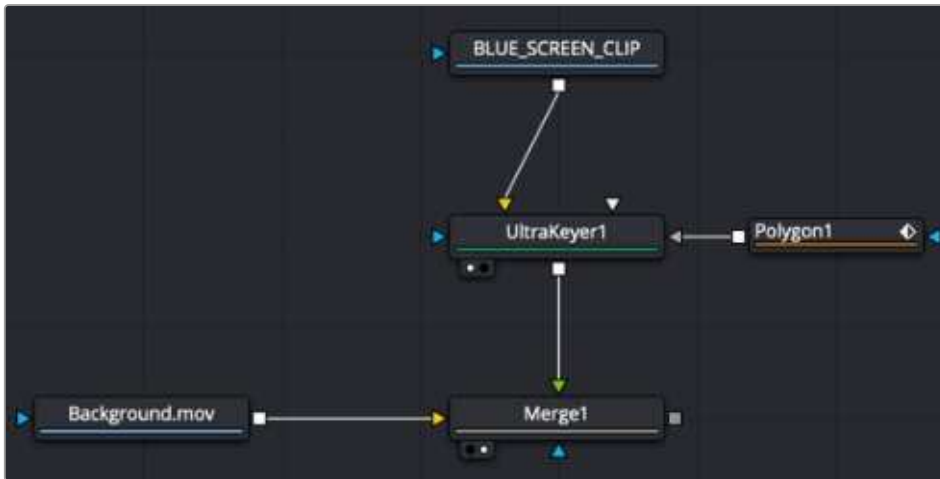 BLUE_SCREEN_CLIP
UltraKeyer1
Polygon1
Background.mov
Merge1